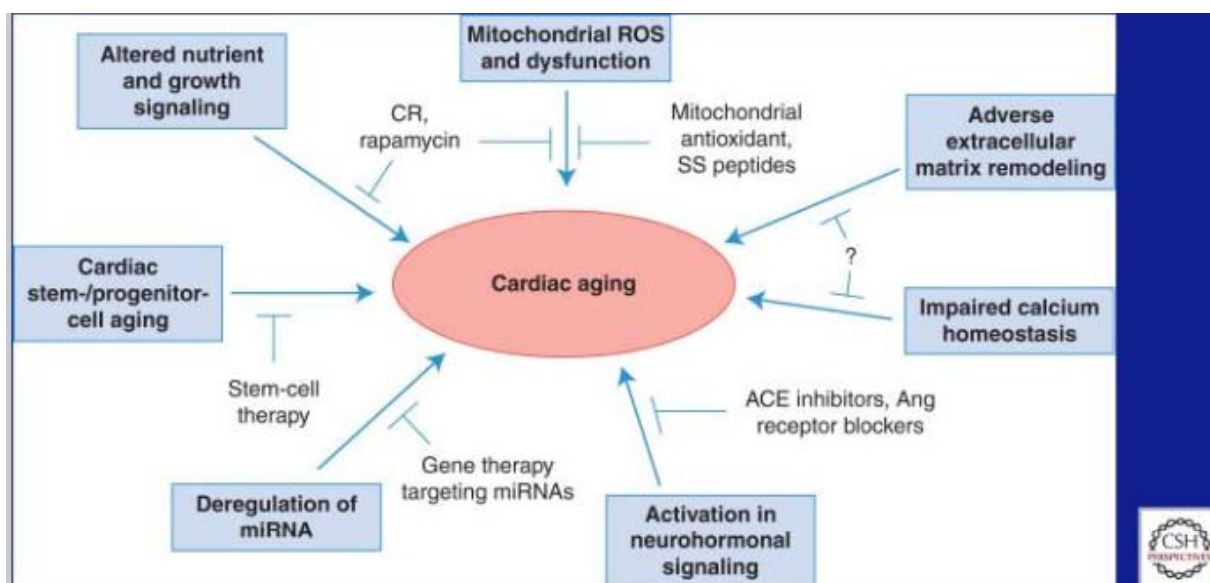 Altered nutrient
and growth
signaling
Mitochondrial ROS
and dysfunction
CR,
rapamycin
Mitochondrial
antioxidant,
SS peptides
Adverse
extracellular
matrix remodeling
Cardiac
stem-/progenitor-
cell aging
Cardiac aging
?
Impaired calcium
homeostasis
Stem-cell
therapy
ACE inhibitors, Ang
receptor blockers
Gene therapy
targeting miRNAs
Deregulation of
miRNA
Activation in
neurohormonal
signaling
CSH
PERSPECTIVES